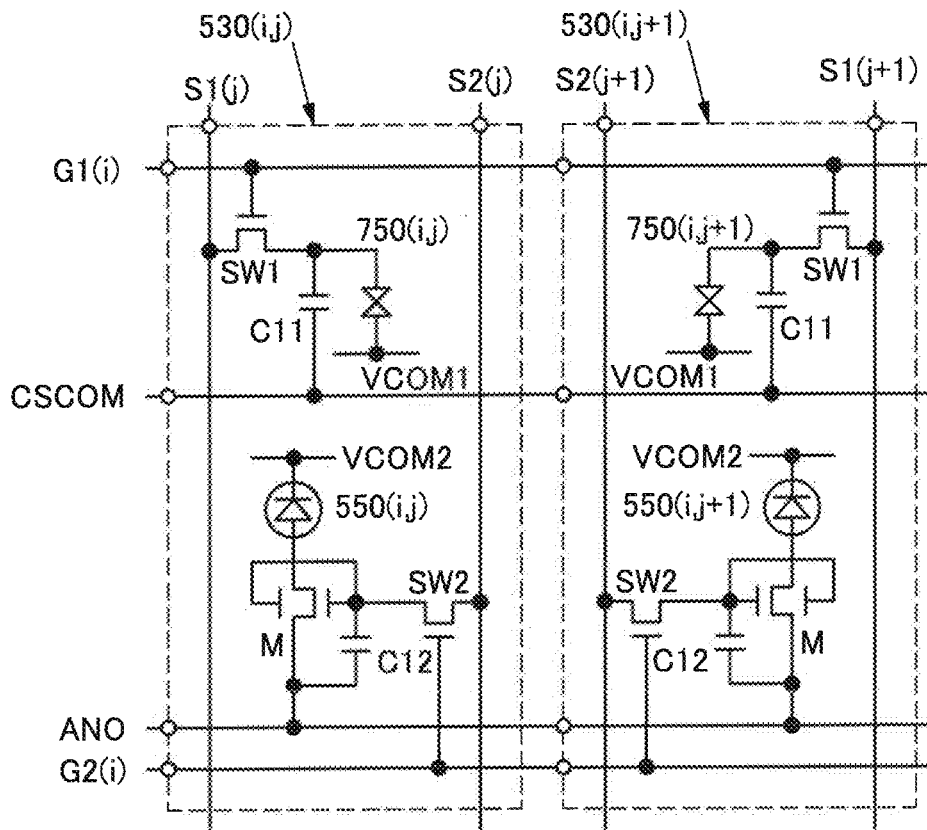 530(i,j)
530(i,j+1)
S1(j)
S2(j)
S2(j+1)
S1(j+1)
G1(i)
750(i,j)
750(i,j+1)
SW1
SW1
C11
C11
VCOM1
VCOM1
CSCOM
VCOM2
VCOM2
550(i,j)
550(i,j+1)
SW2
SW2
M
C12
C12
M
ANO
G2(i)